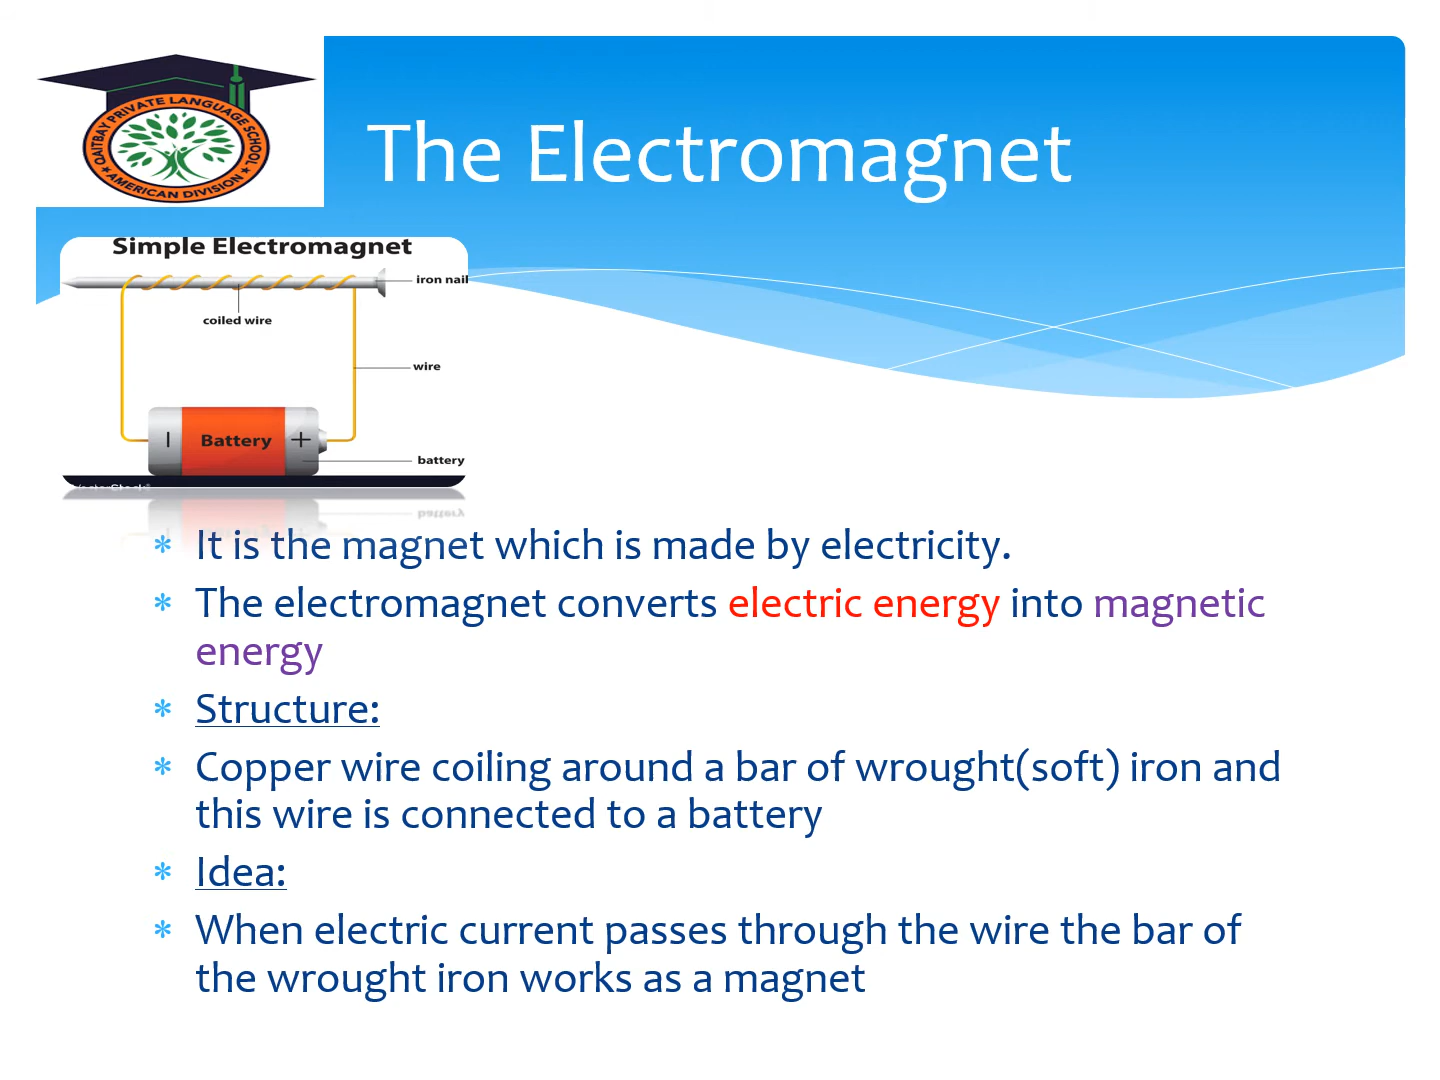 QAITBAY PRIVATE LANGUAGE SCHOOL
★ AMERICAN DIVISION ★
The Electromagnet
Simple Electromagnet
iron nail
coiled wire
wire
Battery
battery
* It is the magnet which is made by electricity.
* The electromagnet converts electric energy into magnetic
energy
* Structure:
* Copper wire coiling around a bar of wrought(soft) iron and
this wire is connected to a battery
* Idea:
* When electric current passes through the wire the bar of
the wrought iron works as a magnet